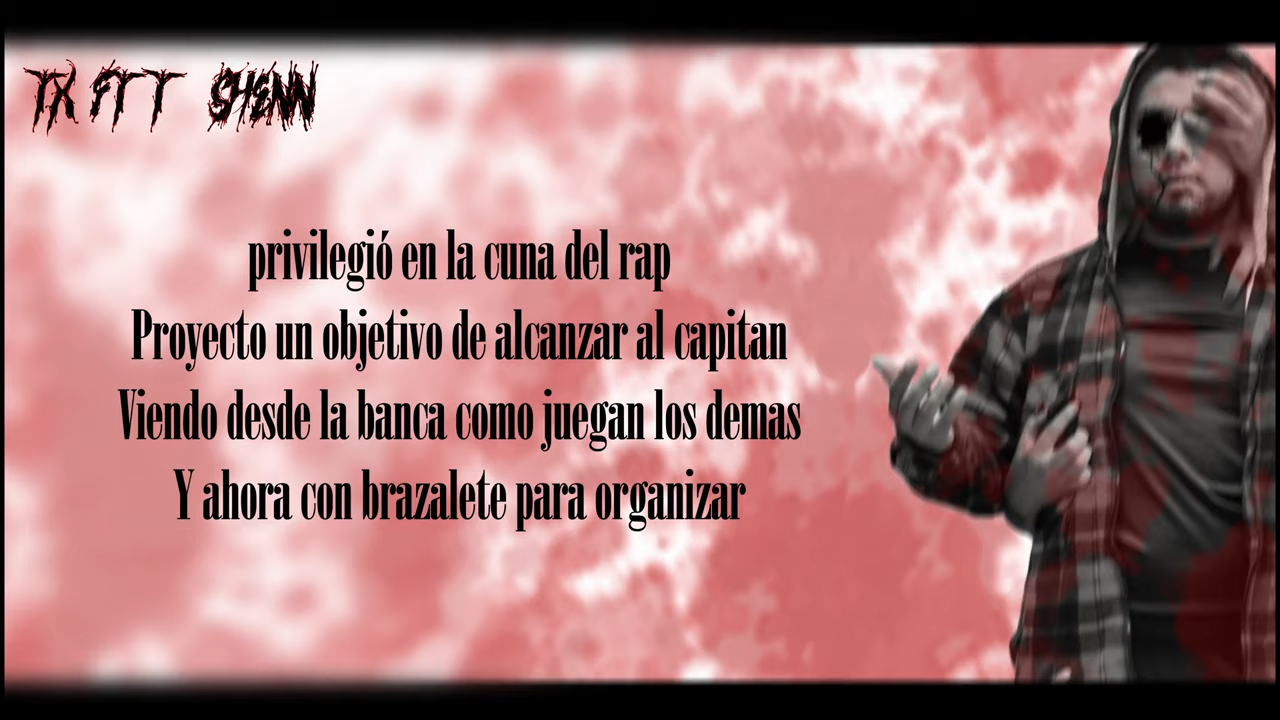 TX FTT SHENN
privilegió en la cuna del rap
Proyecto un objetivo de alcanzar al capitan
Viendo desde la banca como juegan los demas
Y ahora con brazalete para organizar